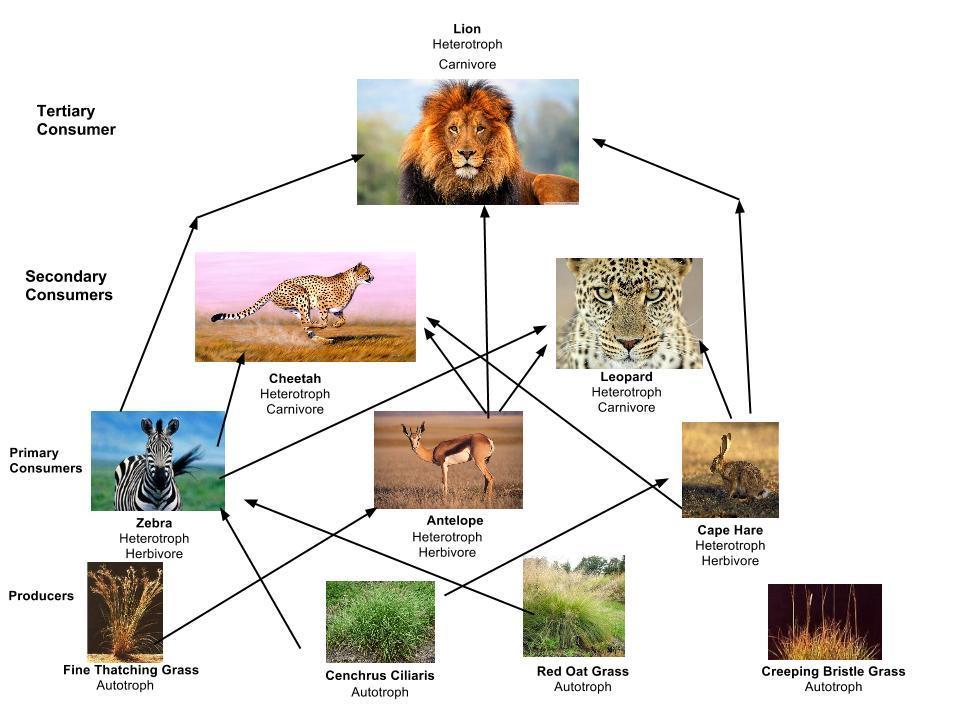 Lion
Heterotroph
Carnivore
Tertiary
Consumer
Secondary
Consumers
Cheetah
Heterotroph
Carnivore
Leopard
Heterotroph
Carnivore
Primary
Consumers
Zebra
Heterotroph
Herbivore
Antelope
Heterotroph
Herbivore
Cape Hare
Heterotroph
Herbivore
Producers
Fine Thatching Grass
Autotroph
Cenchrus Ciliaris
Autotroph
Red Oat Grass
Autotroph
Creeping Bristle Grass
Autotroph